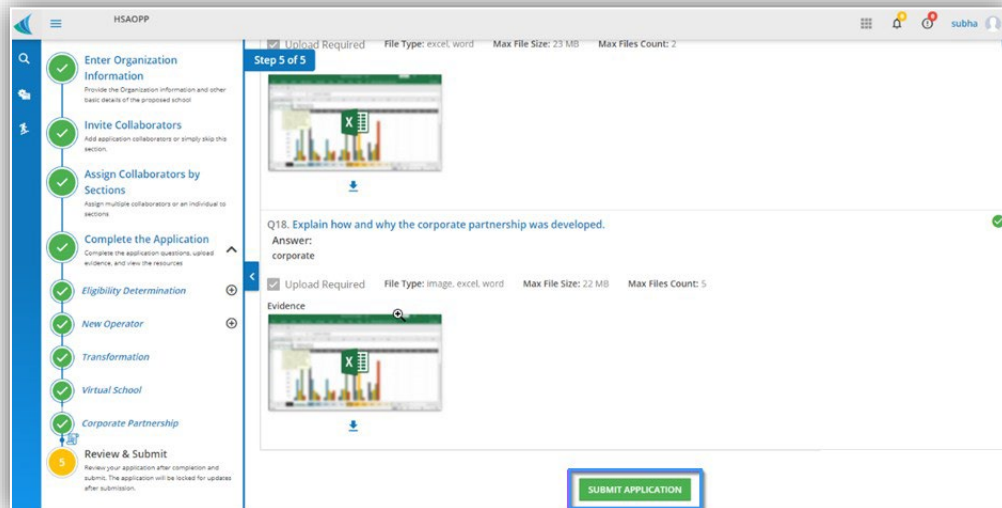 HSAOPP
0
0
subha
Enter Organization
Information
Provide the Organization information and other
basic details of the proposed school
Invite Collaborators
Add application collaborators or simply skip this
section.
Assign Collaborators by
Sections
Assign multiple collaborators or an individual to
sections
Complete the Application
Complete the application questions, upload
evidence, and view the resources
Eligibility Determination
New Operator
Transformation
Virtual School
Corporate Partnership
5
Review & Submit
Review your application after completion and
submit. The application will be locked for updates
after submission.
Upload Required File Type: excel, word Max File Size: 23 MB Max Files Count: 2
Step 5 of 5
X
Q18. Explain how and why the corporate partnership was developed.
Answer:
corporate
Upload Required File Type: image, excel, word Max File Size: 22 MB Max Files Count: 5
Evidence
X
SUBMIT APPLICATION